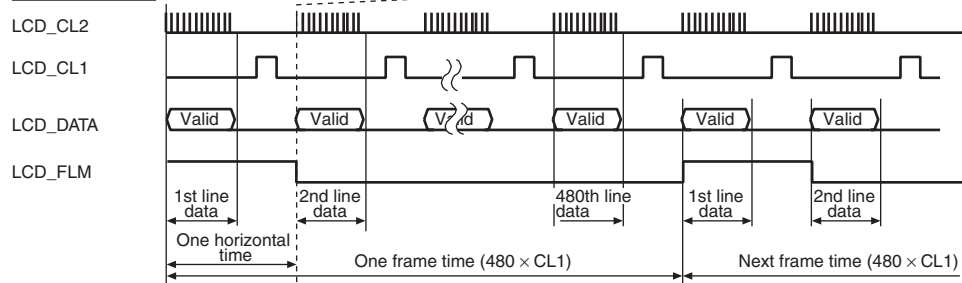 LCD_CL2
LCD_CL1
LCD_DATA
Valid
Valid
Valid
Valid
Valid
Valid
LCD_FLM
1st line
data
2nd line
data
480th line
data
1st line
data
2nd line
data
One horizontal
time
One frame time (480 × CL1)
Next frame time (480 × CL1)